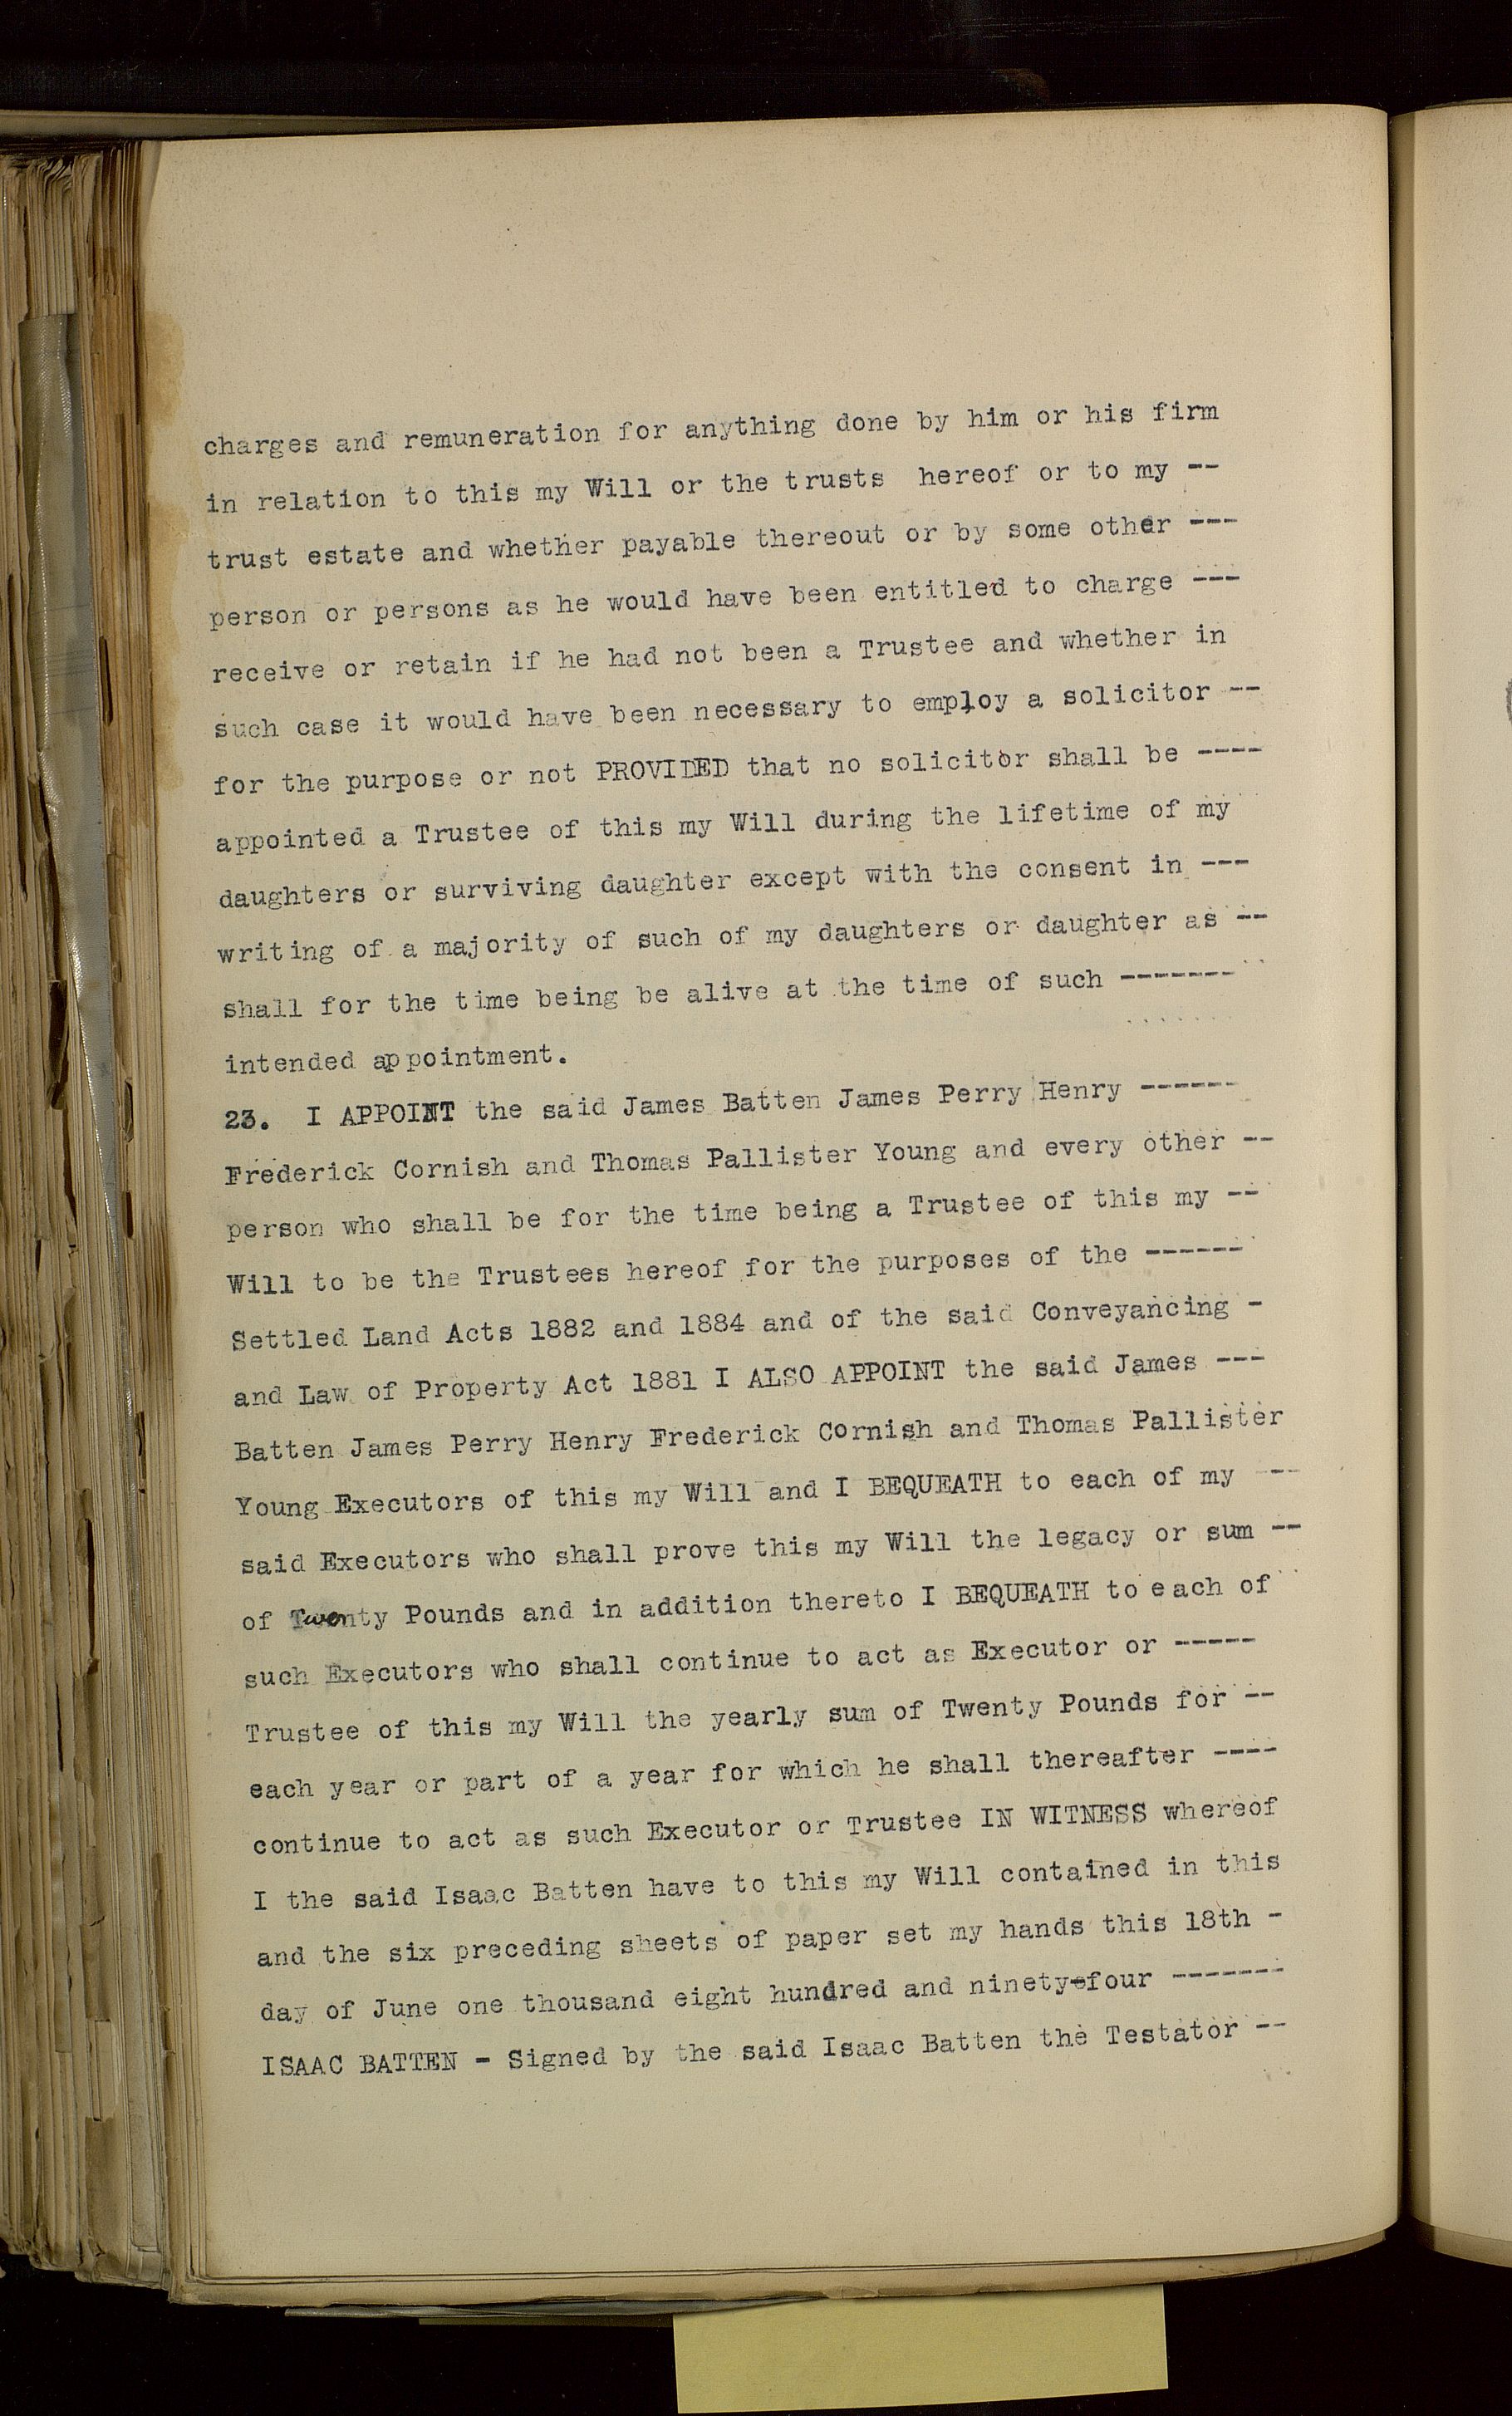 charges and remuneration for anything done by him or his firm
in relation to this my Will or the trusts hereof or to my --
trust estate and whether payable thereout or by some other ---
person or persons as he would have been entitled to charge ---
receive or retain if he had not been a Trustee and whether in
such case it would have been necessary to employ a solicitor --
for the purpose or not PROVIDED that no solicitor shall be ----
appointed a Trustee of this my Will during the lifetime of my
daughters or surviving daughter except with the consent in ---
writing of a majority of such of my daughters or daughter as --
shall for the time being be alive at the time of such -------
intended appointment.
23. I APPOINT the said James Batten James Perry Henry ------
Frederick Cornish and Thomas Pallister Young and every other --
person who shall be for the time being a Trustee of this my --
Will to be the Trustees hereof for the purposes of the ------
Settled Land Acts 1882 and 1884 and of the said Conveyancing -
and Law of Property Act 1881 I ALSO APPOINT the said James ---
Batten James Perry Henry Frederick Cornish and Thomas Pallister
Young Executors of this my Will and I BEQUEATH to each of my ---
said Executors who shall prove this my Will the legacy or sum --
of Twenty Pounds and in addition thereto I BEQUEATH to each of
such Executors who shall continue to act as Executor or -----
Trustee of this my Will the yearly sum of Twenty Pounds for --
each year or part of a year for which he shall thereafter ----
continue to act as such Executor or Trustee IN WITNESS whereof
I the said Isaac Batten have to this my Will contained in this
and the six preceding sheets of paper set my hands this 18th -
day of June one thousand eight hundred and ninety-four -------
ISAAC BATTEN - Signed by the said Isaac Batten the Testator --